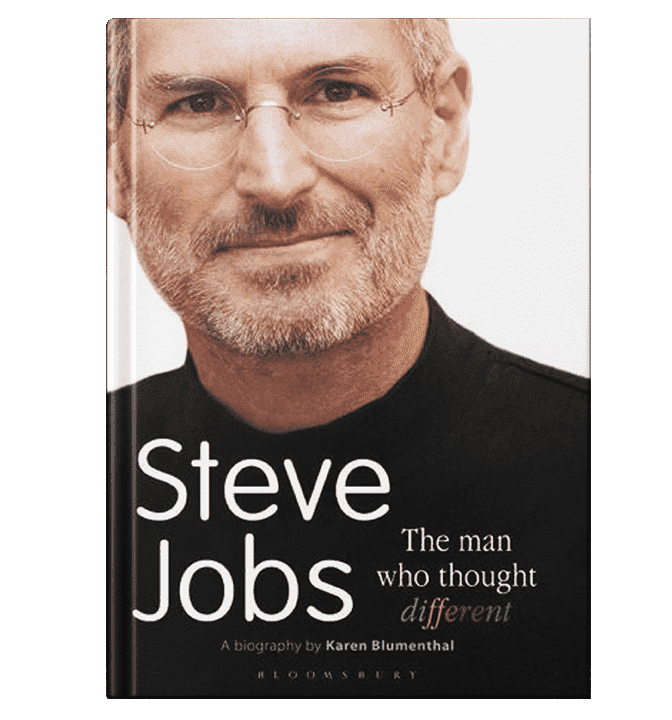 Steve
Jobs
The man
who thought
different
A biography by Karen Blumenthal
BLOOMSBURY